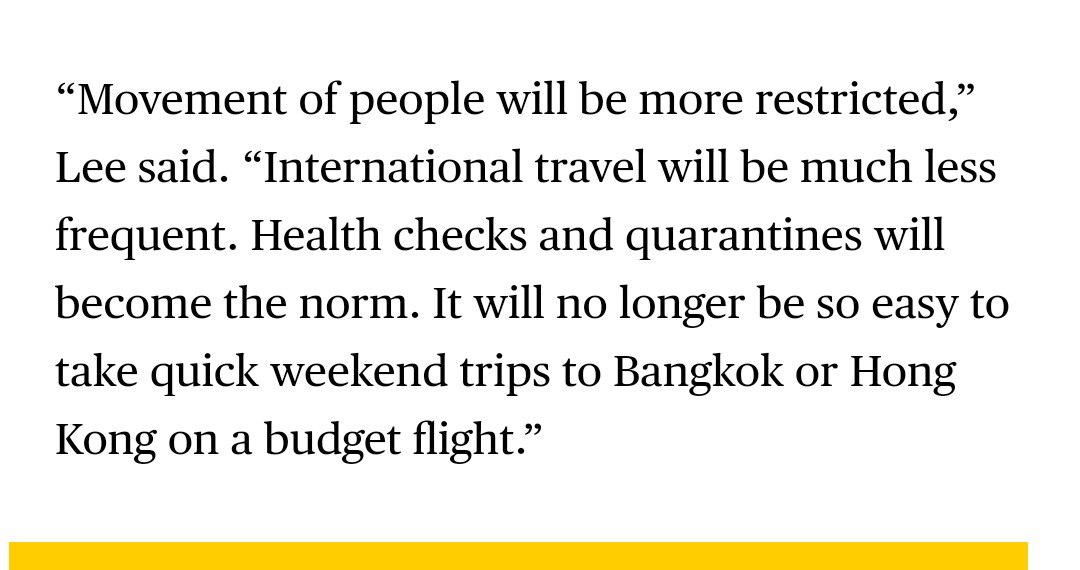 “Movement of people will be more restricted,”
Lee said. “International travel will be much less
frequent. Health checks and quarantines will
become the norm. It will no longer be so easy to
take quick weekend trips to Bangkok or Hong
Kong on a budget flight.”